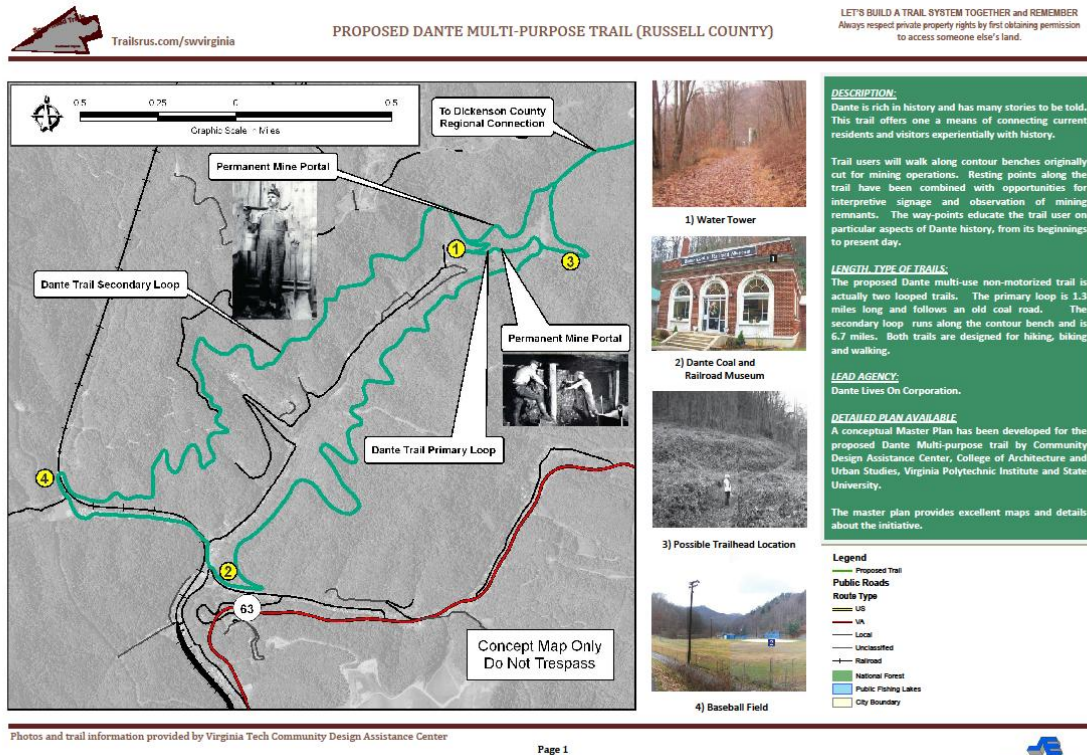 Trailsrus.com/swvirginia
PROPOSED DANTE MULTI-PURPOSE TRAIL (RUSSELL COUNTY)
LET'S BUILD A TRAIL SYSTEM TOGETHER and REMEMBER
Always respect private property rights by first obtaining permission
to access someone else's land.
0.5 0.25 0 0.5
Graphic Scale in Miles
To Dickenson County
Regional Connection
Permanent Mine Portal
1
3
Dante Trail Secondary Loop
Permanent Mine Portal
Dante Trail Primary Loop
4
2
63
Concept Map Only
Do Not Trespass
1) Water Tower
1
2) Dante Coal and
Railroad Museum
3) Possible Trailhead Location
2
4) Baseball Field
DESCRIPTION:
Dante is rich in history and has many stories to be told.
This trail offers one a means of connecting current
residents and visitors experientially with history.
Trail users will walk along contour benches originally
cut for mining operations. Resting points along the
trail have been combined with opportunities for
interpretive signage and observation of mining
remnants. The way-points educate the trail user on
particular aspects of Dante history, from its beginnings
to present day.
LENGTH, TYPE OF TRAILS:
The proposed Dante multi-use non-motorized trail is
actually two looped trails. The primary loop is 1.3
miles long and follows an old coal road. The
secondary loop runs along the contour bench and is
6.7 miles. Both trails are designed for hiking, biking
and walking.
LEAD AGENCY:
Dante Lives On Corporation.
DETAILED PLAN AVAILABLE
A conceptual Master Plan has been developed for the
proposed Dante Multi-purpose trail by Community
Design Assistance Center, College of Architecture and
Urban Studies, Virginia Polytechnic Institute and State
University.
The master plan provides excellent maps and details
about the initiative.
Legend
Proposed Trail
Public Roads
Route Type
US
VA
Local
Unclassified
Railroad
National Forest
Public Fishing Lakes
City Boundary
Photos and trail information provided by Virginia Tech Community Design Assistance Center
Page 1